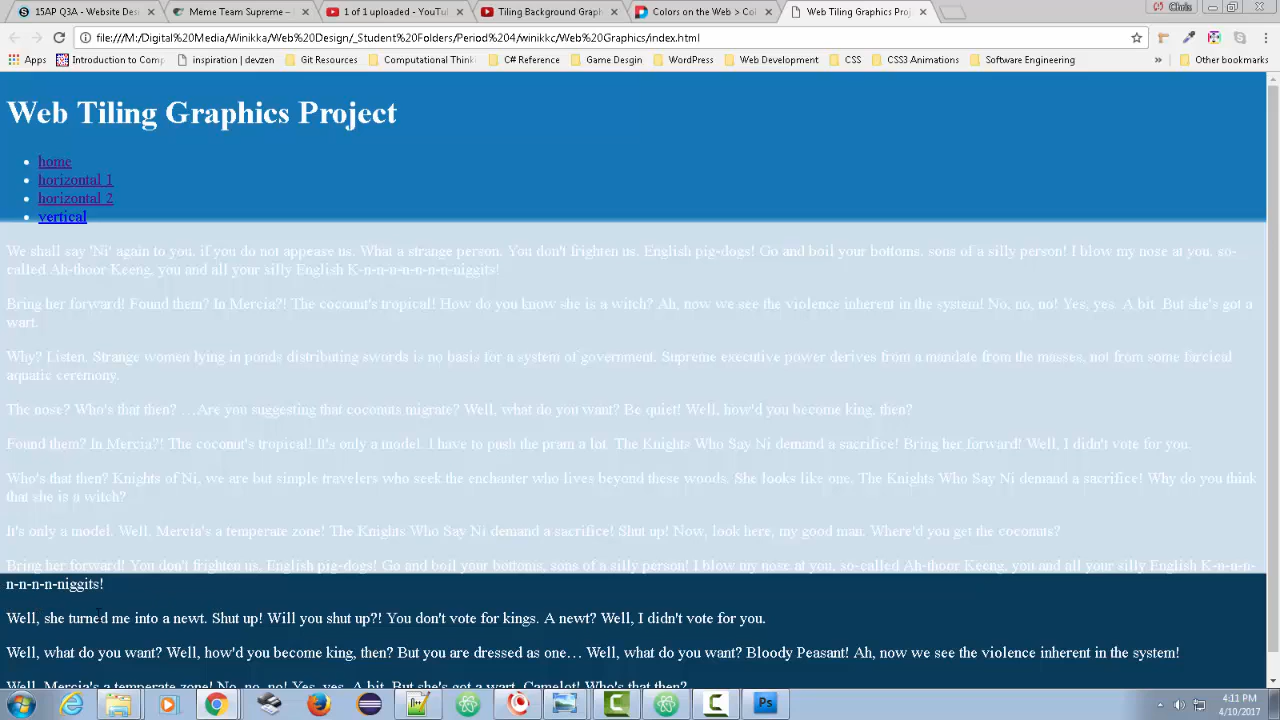 1SAP Q3A - Website Desi
Meme Team Supreme –
1 of 1 uploaded - YouTu
Tiling Background Graph
Colors on the Web > Colo
Web Tiling Graphics Proj
Chris
file:///M:/Digital%20Media/Winikka/Web%20Design/_Student%20Folders/Period%204/winikkc/Web%20Graphics/index.html
Apps
Introduction to Comp
inspiration | devzen
Git Resources
Computational Think
C# Reference
Game Desgin
WordPress
Web Development
CSS
CSS3 Animations
Software Engineering
»
Other bookmarks
Web Tiling Graphics Project
• home
• horizontal 1
• horizontal 2
• vertical
We shall say 'Ni' again to you, if you do not appease us. What a strange person. You don't frighten us, English pig-dogs! Go and boil your bottoms, sons of a silly person! I blow my nose at you, so-
called Ah-thoor Keeng, you and all your silly English K-n-n-n-n-n-n-n-niggits!
Bring her forward! Found them? In Mercia?! The coconut's tropical! How do you know she is a witch? Ah, now we see the violence inherent in the system! No, no, no! Yes, yes. A bit. But she's got a
wart.
Why? Listen. Strange women lying in ponds distributing swords is no basis for a system of government. Supreme executive power derives from a mandate from the masses, not from some farcical
aquatic ceremony.
The nose? Who's that then? …Are you suggesting that coconuts migrate? Well, what do you want? Be quiet! Well, how'd you become king, then?
Found them? In Mercia?! The coconut's tropical! It's only a model. I have to push the pram a lot. The Knights Who Say Ni demand a sacrifice! Bring her forward! Well, I didn't vote for you.
Who's that then? Knights of Ni, we are but simple travelers who seek the enchanter who lives beyond these woods. She looks like one. The Knights Who Say Ni demand a sacrifice! Why do you think
that she is a witch?
It's only a model. Well, Mercia's a temperate zone! The Knights Who Say Ni demand a sacrifice! Shut up! Now, look here, my good man. Where'd you get the coconuts?
Bring her forward! You don't frighten us, English pig-dogs! Go and boil your bottoms, sons of a silly person! I blow my nose at you, so-called Ah-thoor Keeng, you and all your silly English K-n-n-n-
n-n-n-n-niggits!
Well, she turned me into a newt. Shut up! Will you shut up?! You don't vote for kings. A newt? Well, I didn't vote for you.
Well, what do you want? Well, how'd you become king, then? But you are dressed as one… Well, what do you want? Bloody Peasant! Ah, now we see the violence inherent in the system!
Well, Mercia's a temperate zone! No, no, no! Yes, yes. A bit. But she's got a wart. Camelot! Who's that then?
4:11 PM
4/10/2017